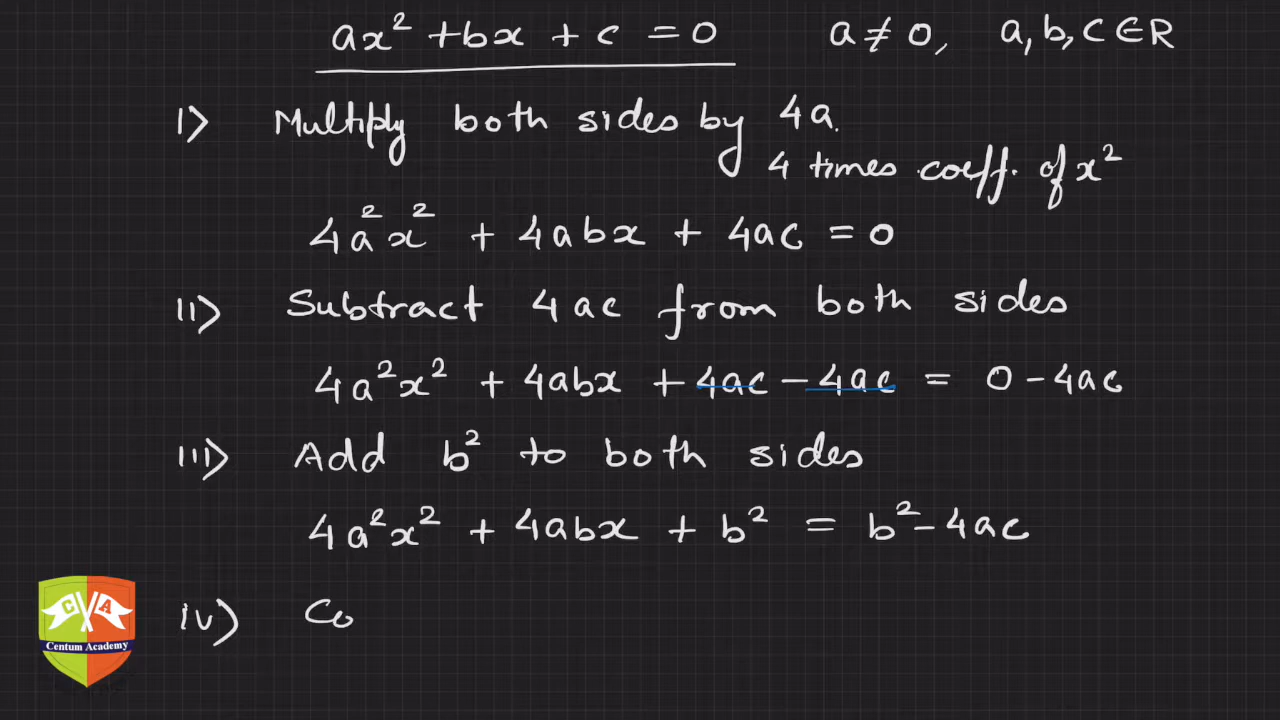 ax² + bx + c = 0    a ≠ 0, a, b, c ∈ R
i) Multiply both sides by 4a.
4 times coeff. of x²
4a²x² + 4abx + 4ac = 0
ii) Subtract 4ac from both sides
4a²x² + 4abx + 4ac - 4ac = 0 - 4ac
iii) Add b² to both sides
4a²x² + 4abx + b² = b² - 4ac
iv) Co
C A
Centum Academy